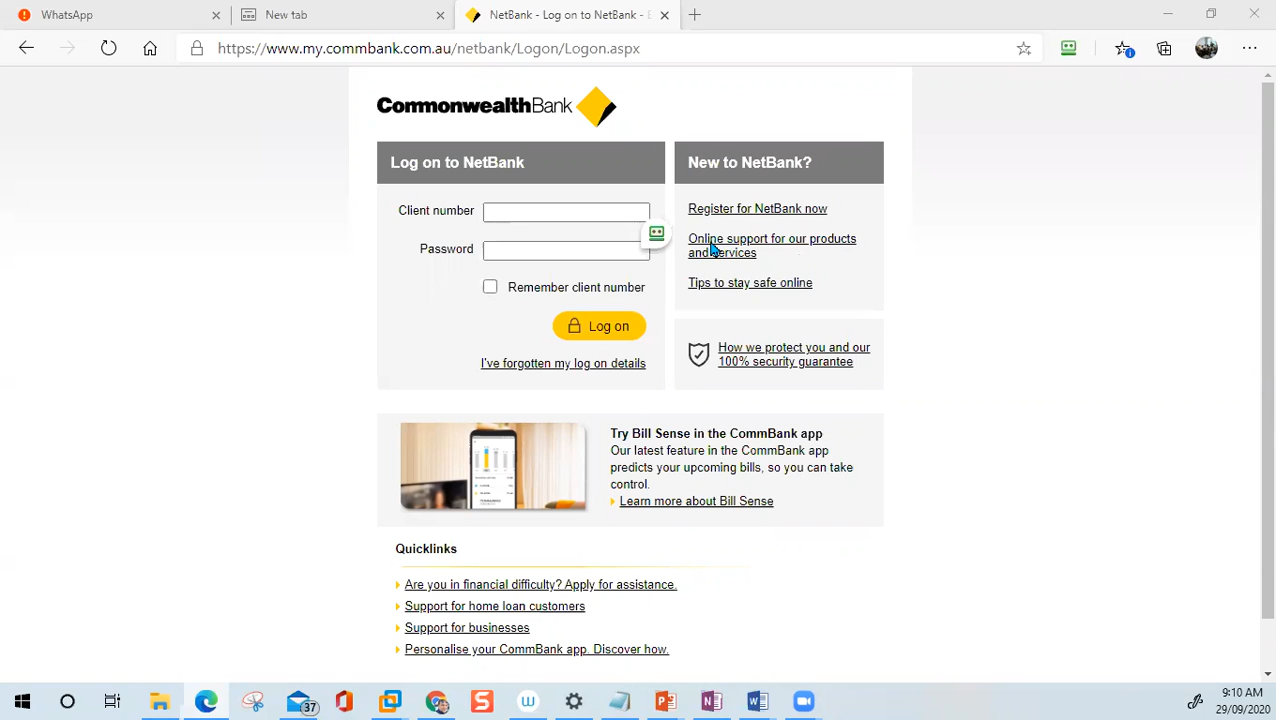 WhatsApp
New tab
NetBank - Log on to NetBank - E
https://www.my.commbank.com.au/netbank/Logon/Logon.aspx
CommonwealthBank
Log on to NetBank
Client number
Password
Remember client number
Log on
I've forgotten my log on details
New to NetBank?
Register for NetBank now
Online support for our products
and services
Tips to stay safe online
How we protect you and our
100% security guarantee
Try Bill Sense in the CommBank app
Our latest feature in the CommBank app
predicts your upcoming bills, so you can take
control.
Learn more about Bill Sense
Quicklinks
Are you in financial difficulty? Apply for assistance.
Support for home loan customers
Support for businesses
Personalise your CommBank app. Discover how.
37
9:10 AM
29/09/2020